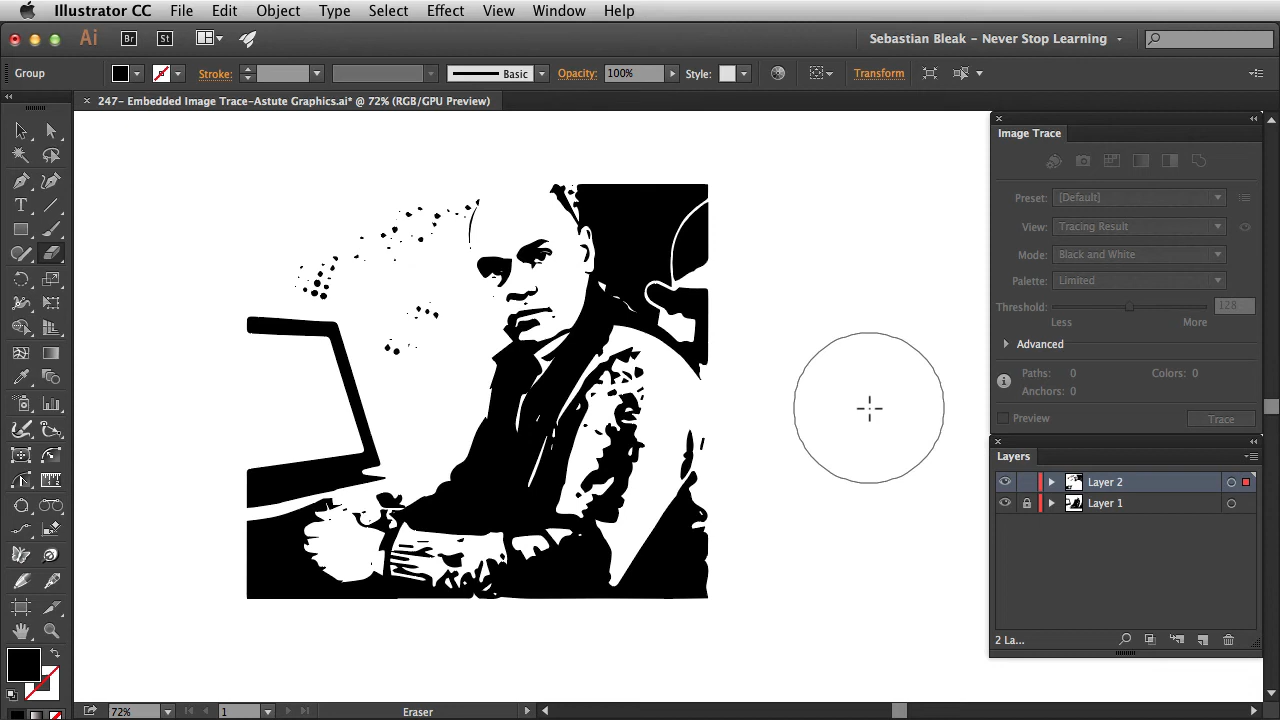 Illustrator CC File Edit Object Type Select Effect View Window Help
Ai Br St Sebastian Bleak – Never Stop Learning
Group Stroke: Basic Opacity: 100% Style: Transform
247- Embedded Image Trace-Astute Graphics.ai* @ 72% (RGB/GPU Preview)
Image Trace
Preset: [Default]
View: Tracing Result
Mode: Black and White
Palette: Limited
Threshold: 128
Less More
Advanced
Paths: 0 Colors: 0
Anchors: 0
Preview Trace
Layers
Layer 2
Layer 1
2 La...
72% 1 Eraser